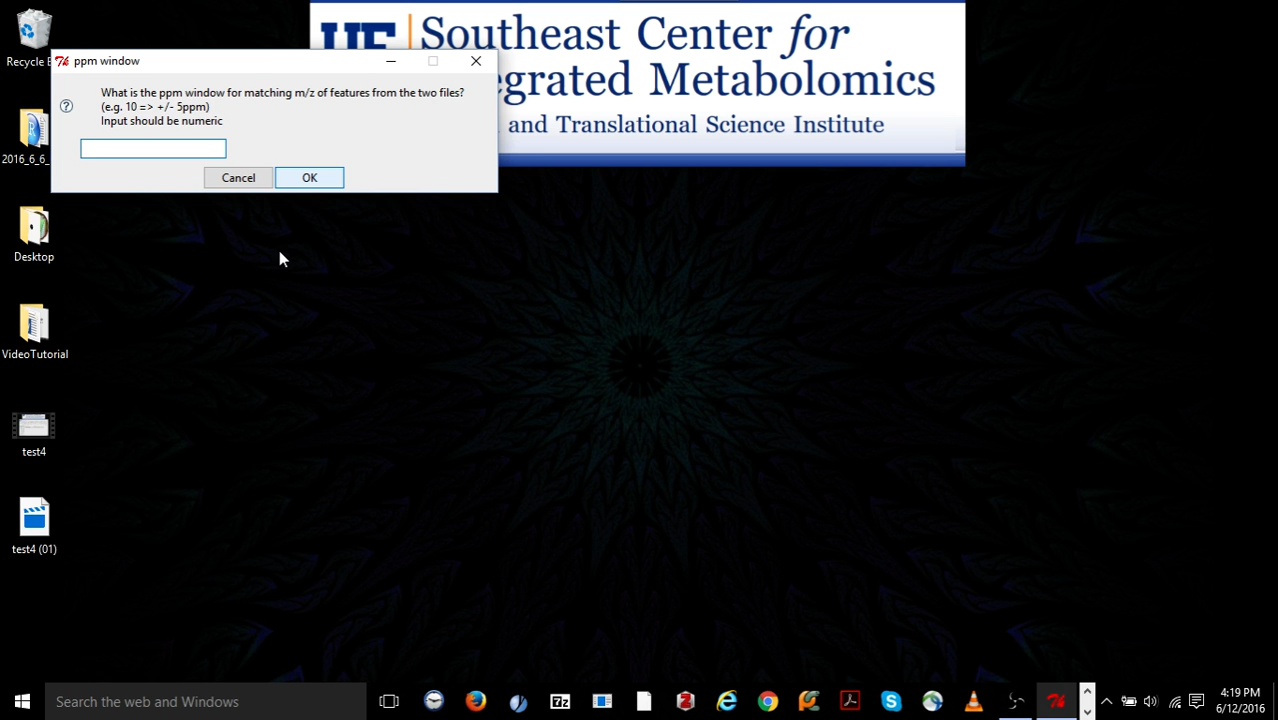 UF Southeast Center for
egrated Metabolomics
and Translational Science Institute
ppm window
What is the ppm window for matching m/z of features from the two files?
(e.g. 10 => +/- 5ppm)
Input should be numeric
Cancel
OK
Recycle
2016_6_6_
Desktop
VideoTutorial
test4
test4 (01)
Search the web and Windows
7z
4:19 PM
6/12/2016